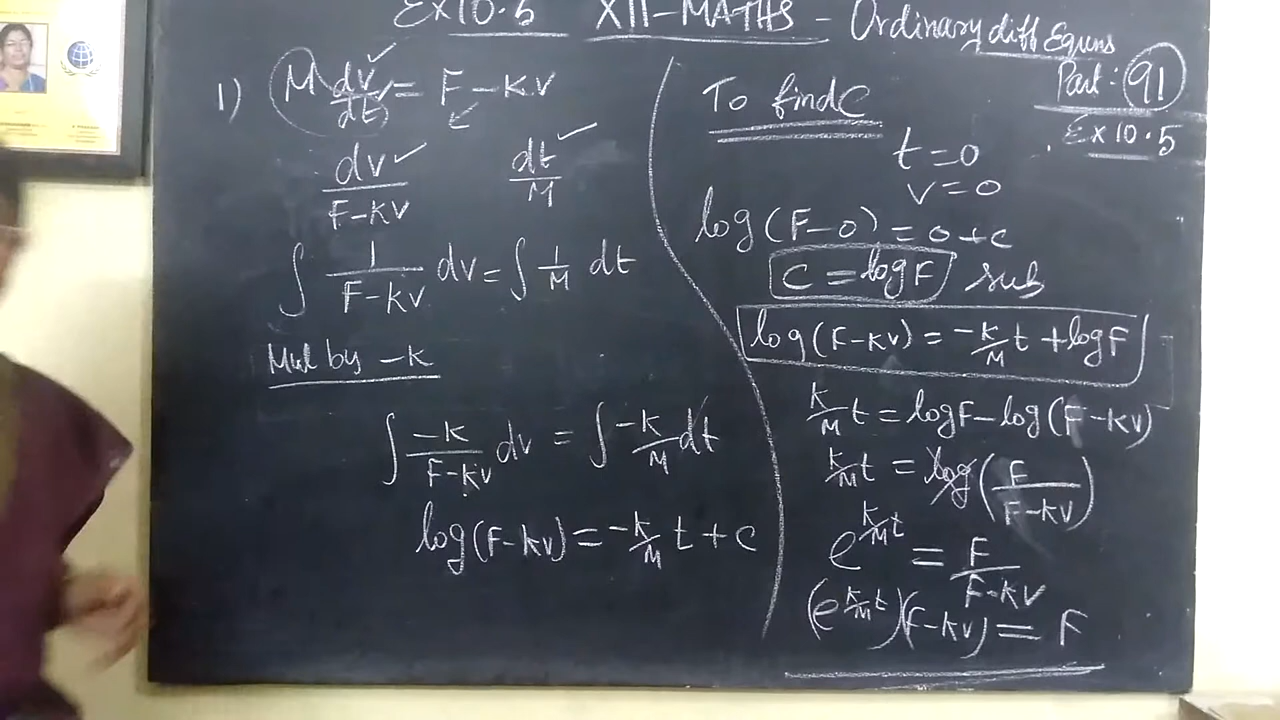 Ex 10.5 XII-MATHS - Ordinary diff Equns
Part: 91
Ex 10.5
1) M dv/dt = F - KV
dv/F-KV dt/M
∫ 1/F-KV dv = ∫ 1/M dt
Mul by -K
∫ -K/F-KV dv = ∫ -K/M dt
log(F-KV) = -K/M t + c
To find C
t=0
v=0
log(F-0) = 0+c
C = log F sub
log(F-KV) = -K/M t + log F
K/M t = log F - log(F-KV)
K/M t = log(F/F-KV)
e^K/M t = F/F-KV
(e^K/M t)(F-KV) = F